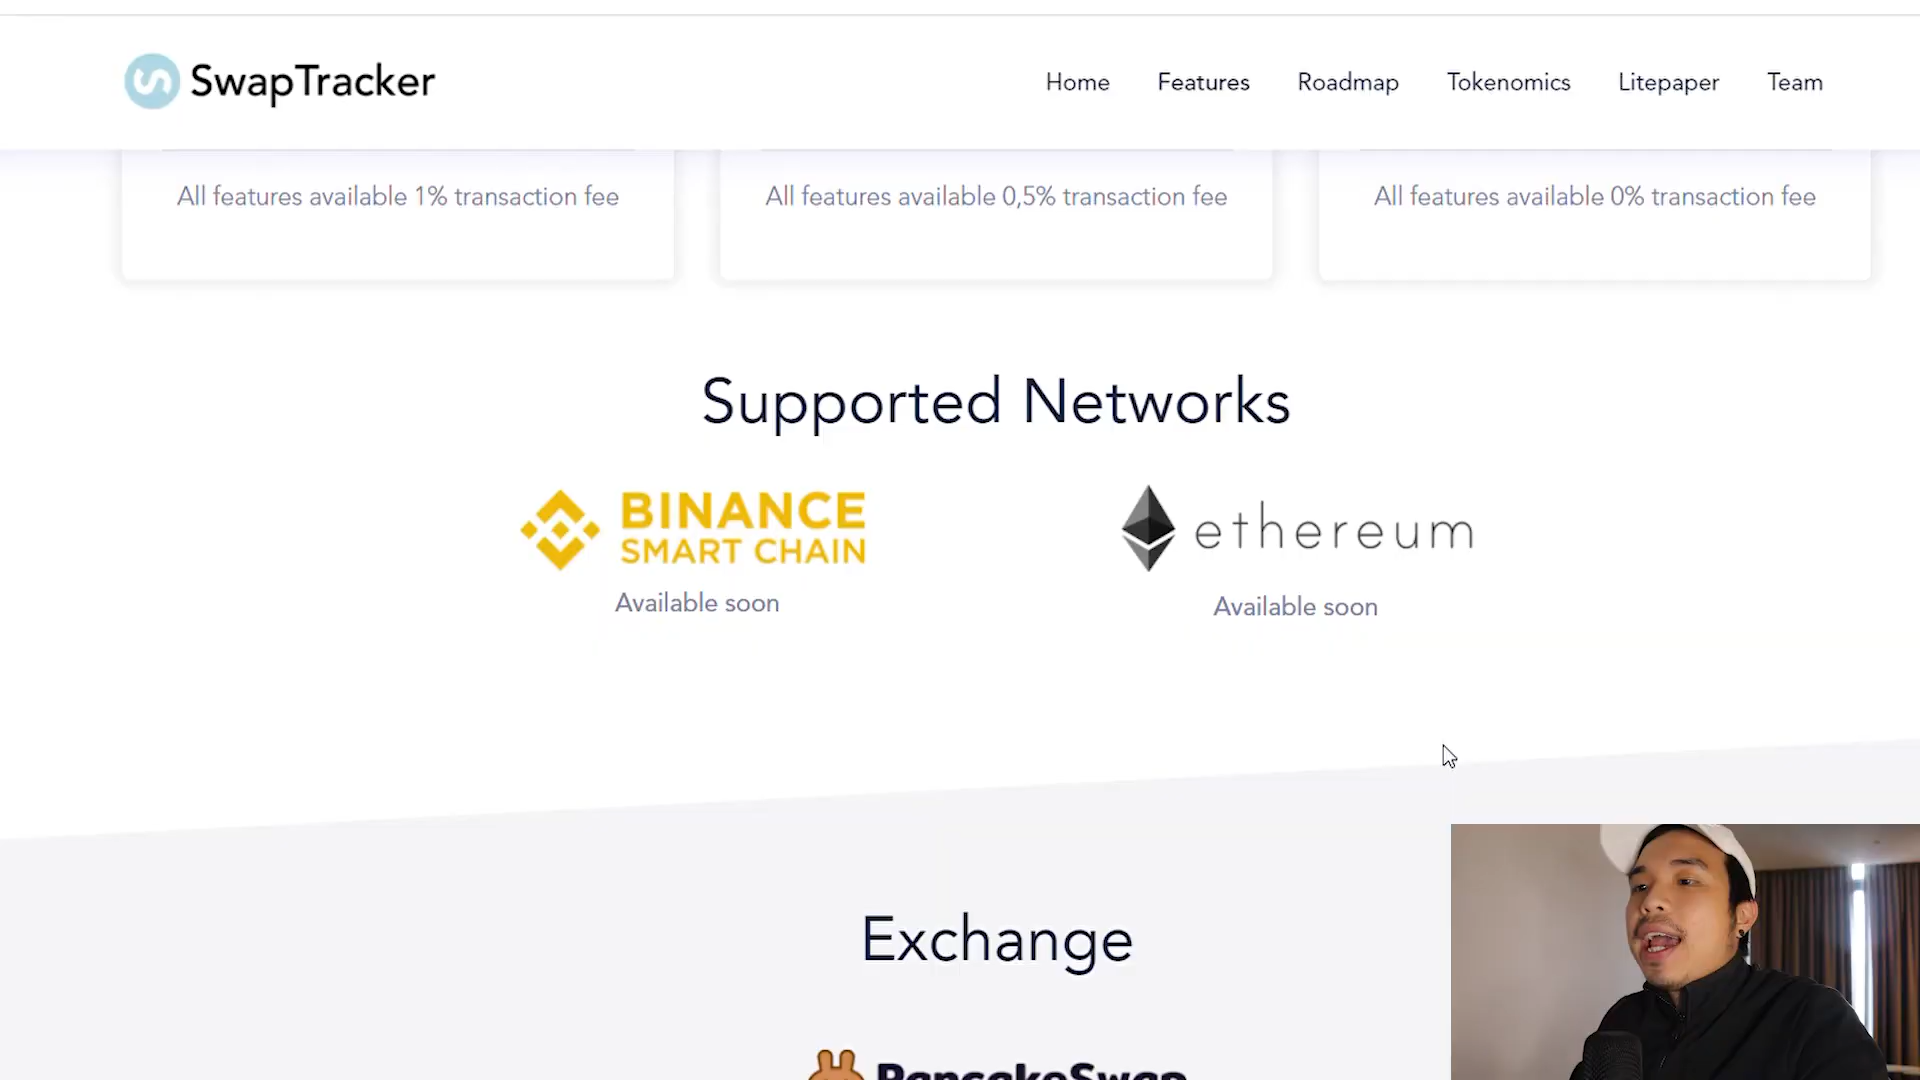 SwapTracker
Home Features Roadmap Tokenomics Litepaper Team
All features available 1% transaction fee
All features available 0,5% transaction fee
All features available 0% transaction fee
Supported Networks
BINANCE
SMART CHAIN
Available soon
ethereum
Available soon
Exchange
PancakeSwap